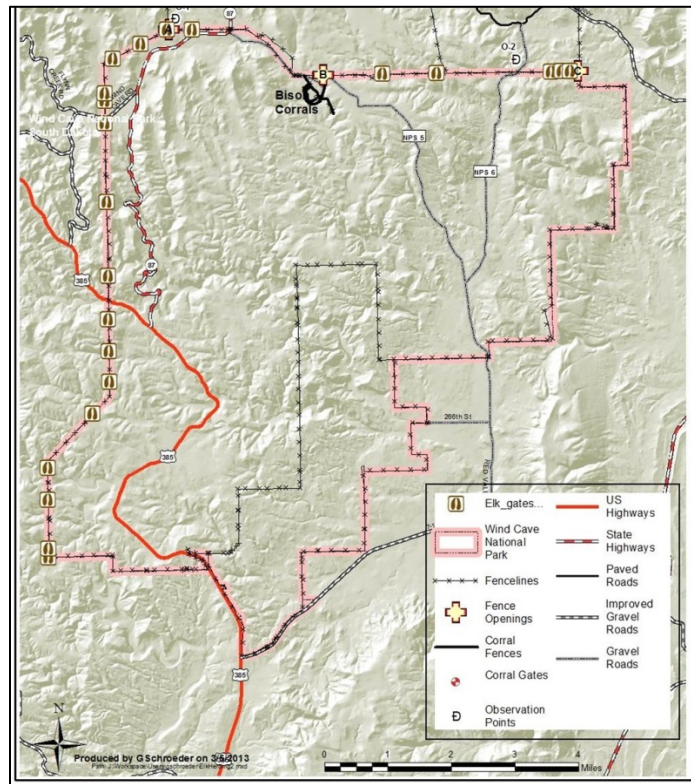 87
A
O-2
B
C
Bison
Corrals
Wind Cave National Park
South Dakota
NPS 5
NPS 6
87
385
266th St
385
385
Elk_gates...
US
Highways
Wind Cave
National
Park
State
Highways
Fencelines
Paved
Roads
Fence
Openings
Improved
Gravel
Roads
Corral
Fences
Gravel
Roads
Corral Gates
Observation
Points
N
Produced by GSchroeder on 3/5/2013
0 1 2 3 4
Miles